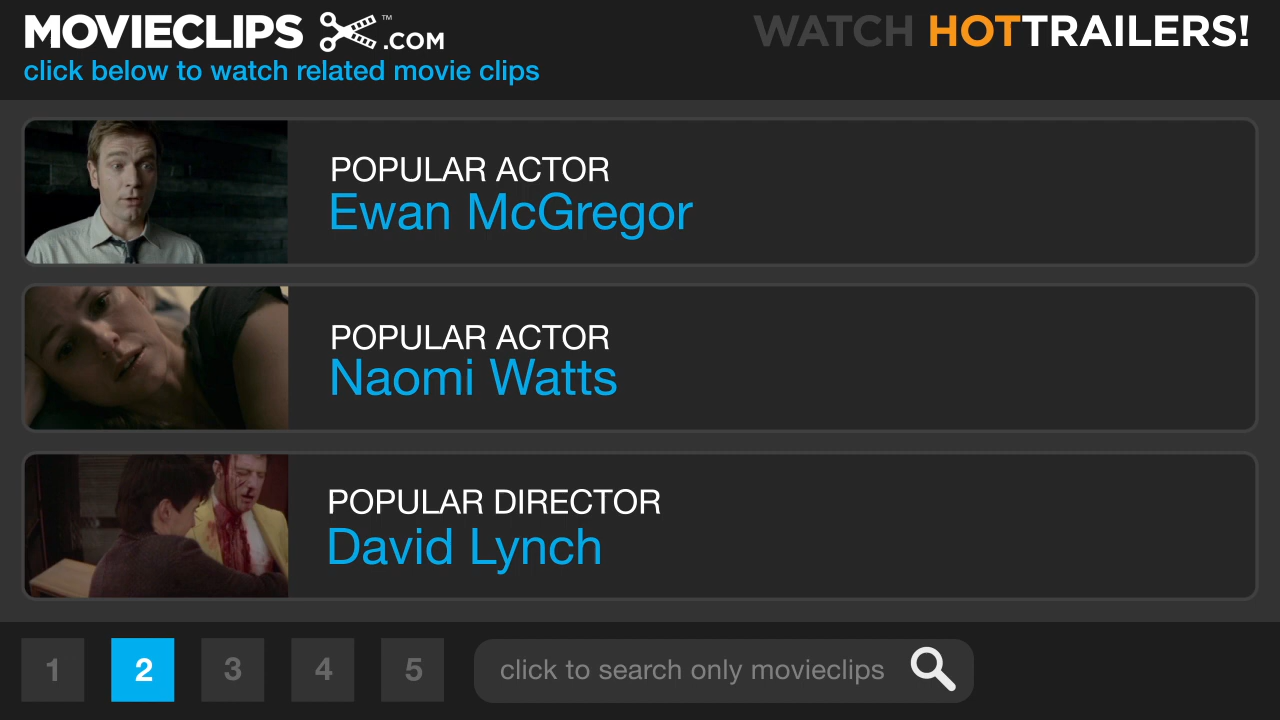 MOVIECLIPS ™ .COM
WATCH HOTTRAILERS!
click below to watch related movie clips
POPULAR ACTOR
Ewan McGregor
POPULAR ACTOR
Naomi Watts
POPULAR DIRECTOR
David Lynch
1 2 3 4 5 click to search only movieclips